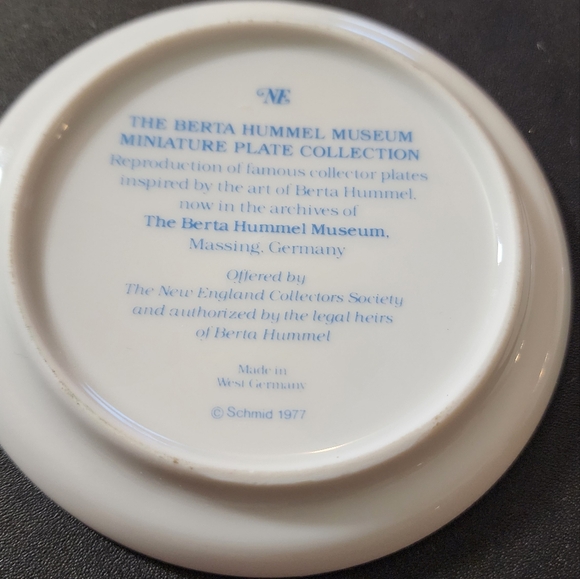 NE
THE BERTA HUMMEL MUSEUM
MINIATURE PLATE COLLECTION
Reproduction of famous collector plates
inspired by the art of Berta Hummel,
now in the archives of
The Berta Hummel Museum,
Massing, Germany
Offered by
The New England Collectors Society
and authorized by the legal heirs
of Berta Hummel
Made in
West Germany
© Schmid 1977